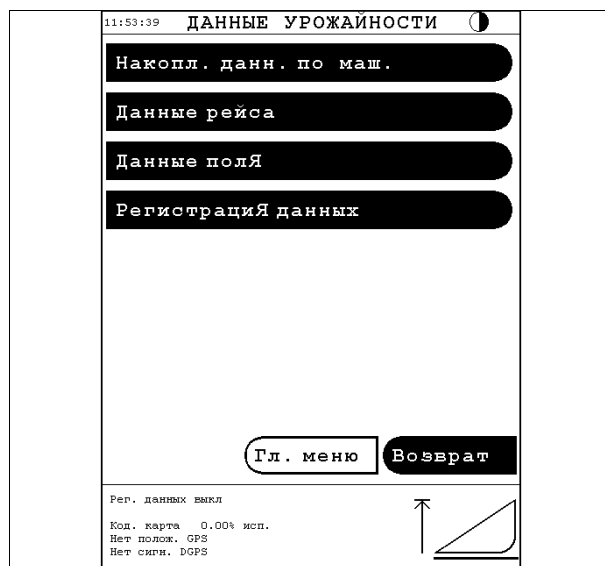 11:53:39 ДАННЫЕ УРОЖАЙНОСТИ
Накопл. данн. по маш.
Данные рейса
Данные полЯ
РегистрациЯ данных
Гл. меню Возврат
Рег. данных выкл
Код. карта 0.00% исп.
Нет полож. GPS
Нет сигн. DGPS